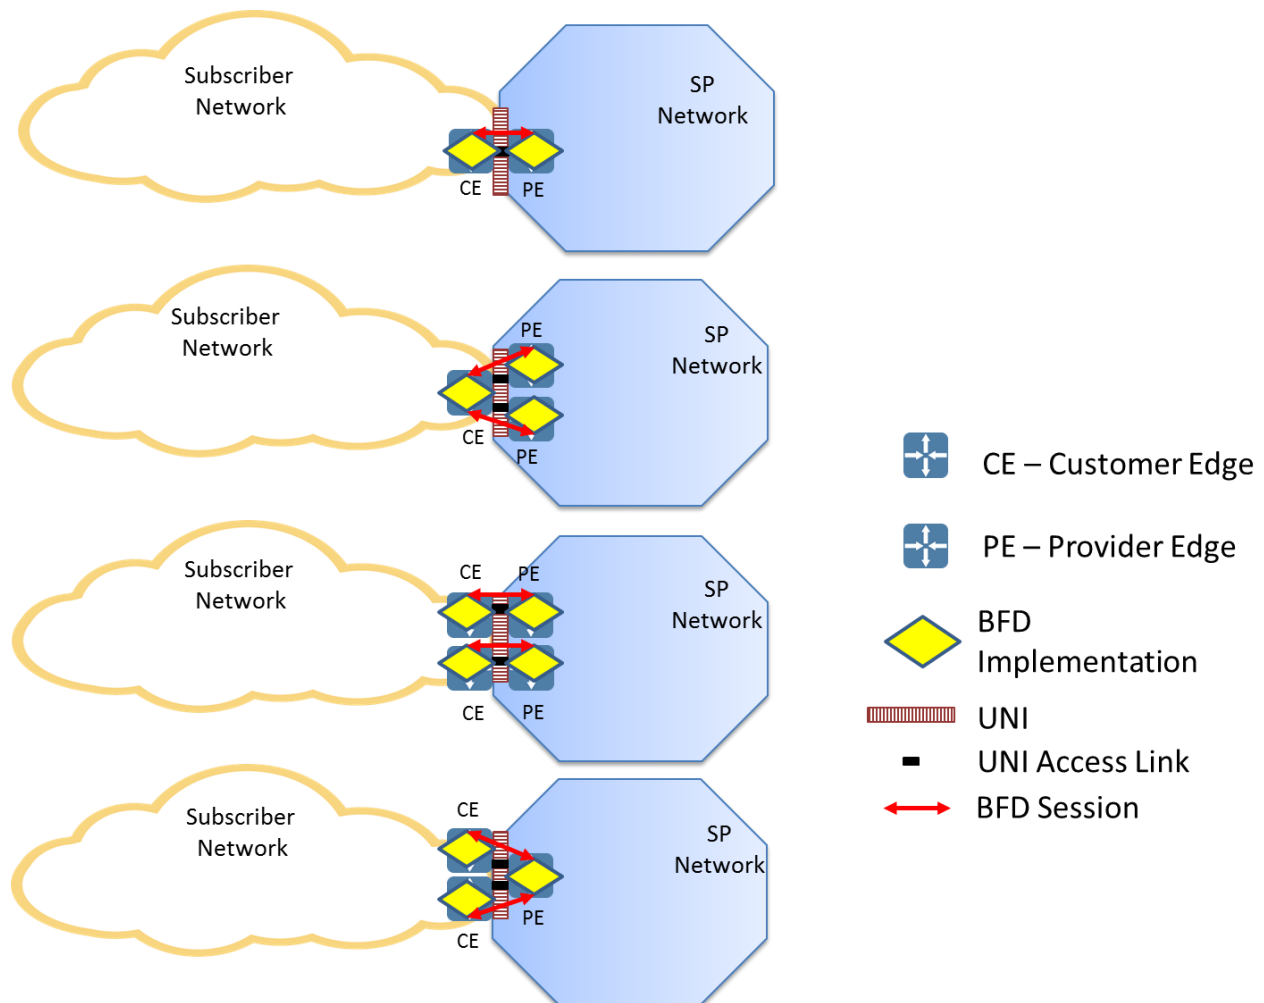 Subscriber
Network
SP
Network
CE
PE
Subscriber
Network
PE
SP
Network
CE
PE
Subscriber
Network
CE
PE
SP
Network
CE
PE
Subscriber
Network
CE
SP
Network
PE
CE
CE – Customer Edge
PE – Provider Edge
BFD
Implementation
UNI
UNI Access Link
BFD Session